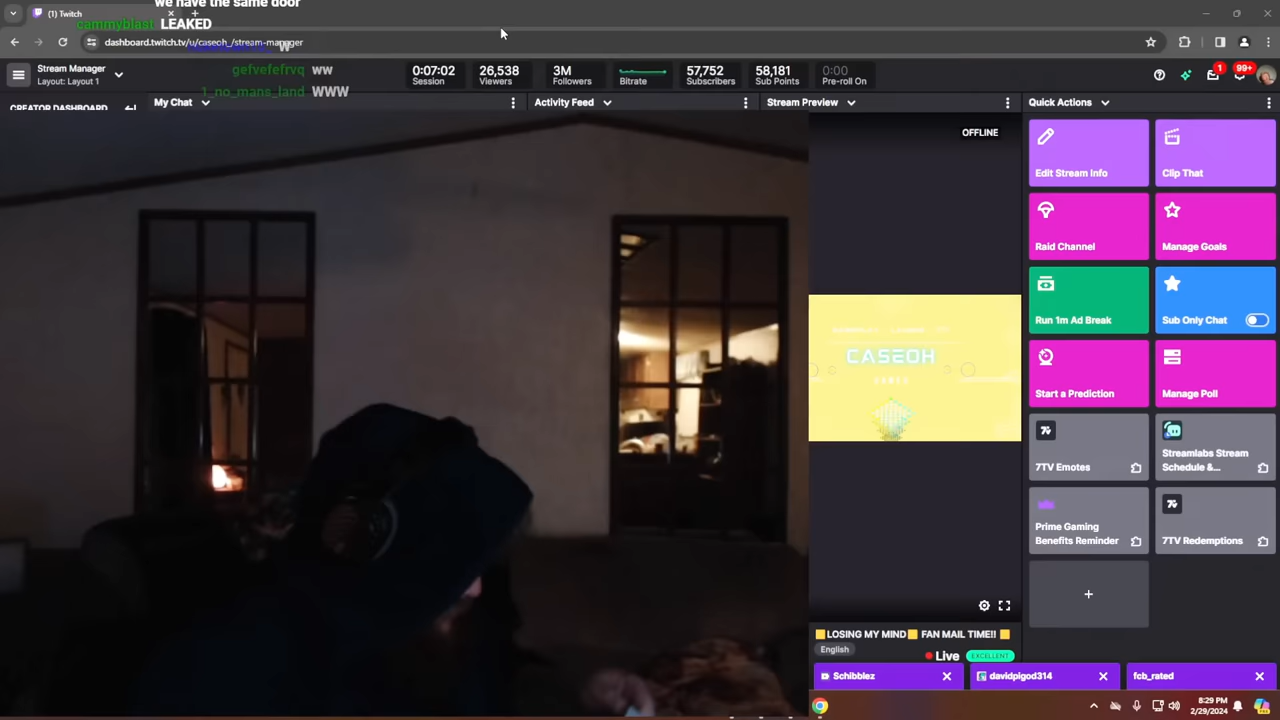 we have the same door
(1) Twitch
cammyblast LEAKED
dashboard.twitch.tv/u/caseoh_/stream-manager
W
gefvefefrvq ww
1_no_mans_land WWW
Stream Manager
Layout: Layout 1
0:07:02
Session
26,538
Viewers
3M
Followers
Bitrate
57,752
Subscribers
58,181
Sub Points
0:00
Pre-roll On
1
99+
CREATOR DASHBOARD
My Chat
Activity Feed
Stream Preview
Quick Actions
OFFLINE
CASEOH
Edit Stream Info
Clip That
Raid Channel
Manage Goals
Run 1m Ad Break
Sub Only Chat
Start a Prediction
Manage Poll
7TV Emotes
Streamlabs Stream
Schedule &...
Prime Gaming
Benefits Reminder
7TV Redemptions
LOSING MY MIND FAN MAIL TIME!!
English
Live
EXCELLENT
Schibblez
davidpigod314
fcb_rated
8:29 PM
2/29/2024